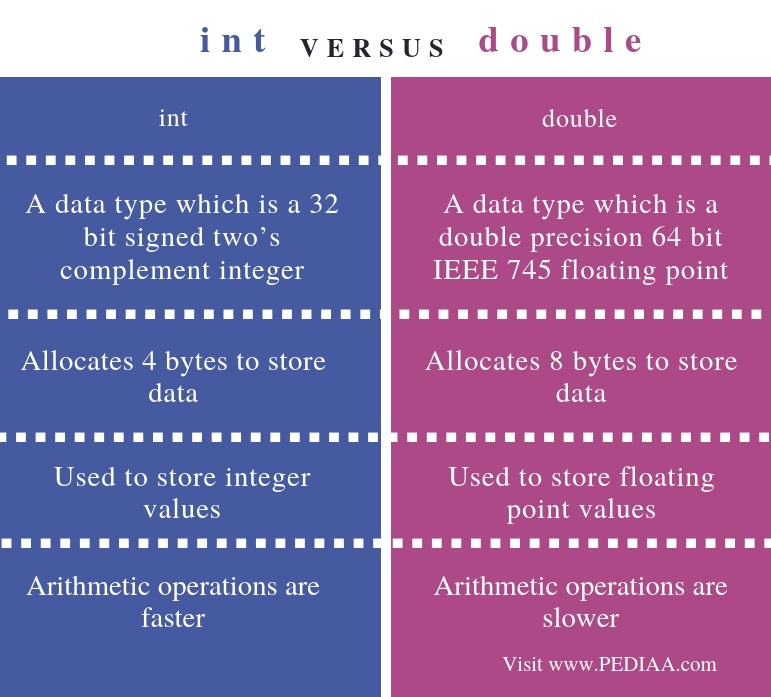 int VERSUS double
int
A data type which is a 32
bit signed two's
complement integer
Allocates 4 bytes to store
data
Used to store integer
values
Arithmetic operations are
faster
double
A data type which is a
double precision 64 bit
IEEE 745 floating point
Allocates 8 bytes to store
data
Used to store floating
point values
Arithmetic operations are
slower
Visit www.PEDIAA.com